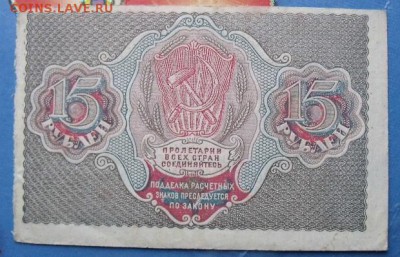 COINS.LAVE.RU
15 15
РУБЛЕЙ РУБЛЕЙ
ПРОЛЕТАРИИ
ВСЕХ СТРАН
СОЕДИНЯЙТЕСЬ
ПОДДЕЛКА РАСЧЕТНЫХ
ЗНАКОВ ПРЕСЛЕДУЕТСЯ
ПО ЗАКОНУ